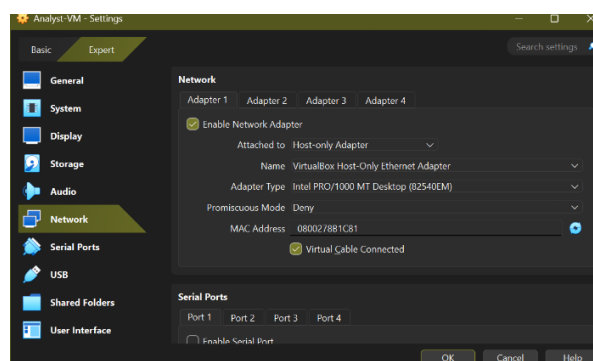 Analyst-VM - Settings
Basic Expert Search settings
General
System
Display
Storage
Audio
Network
Serial Ports
USB
Shared Folders
User Interface
Network
Adapter 1 Adapter 2 Adapter 3 Adapter 4
Enable Network Adapter
Attached to Host-only Adapter
Name VirtualBox Host-Only Ethernet Adapter
Adapter Type Intel PRO/1000 MT Desktop (82540EM)
Promiscuous Mode Deny
MAC Address 0800278B1C81
Virtual Cable Connected
Serial Ports
Port 1 Port 2 Port 3 Port 4
Enable Serial Port
OK Cancel Help